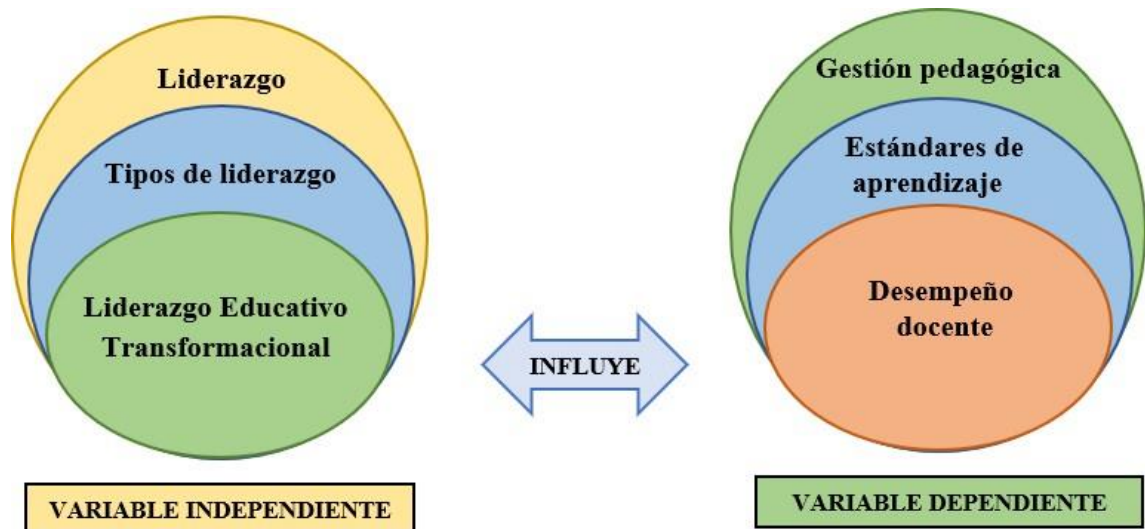 Liderazgo
Tipos de liderazgo
Liderazgo Educativo
Transformacional
VARIABLE INDEPENDIENTE
INFLUYE
Gestión pedagógica
Estándares de
aprendizaje
Desempeño
docente
VARIABLE DEPENDIENTE